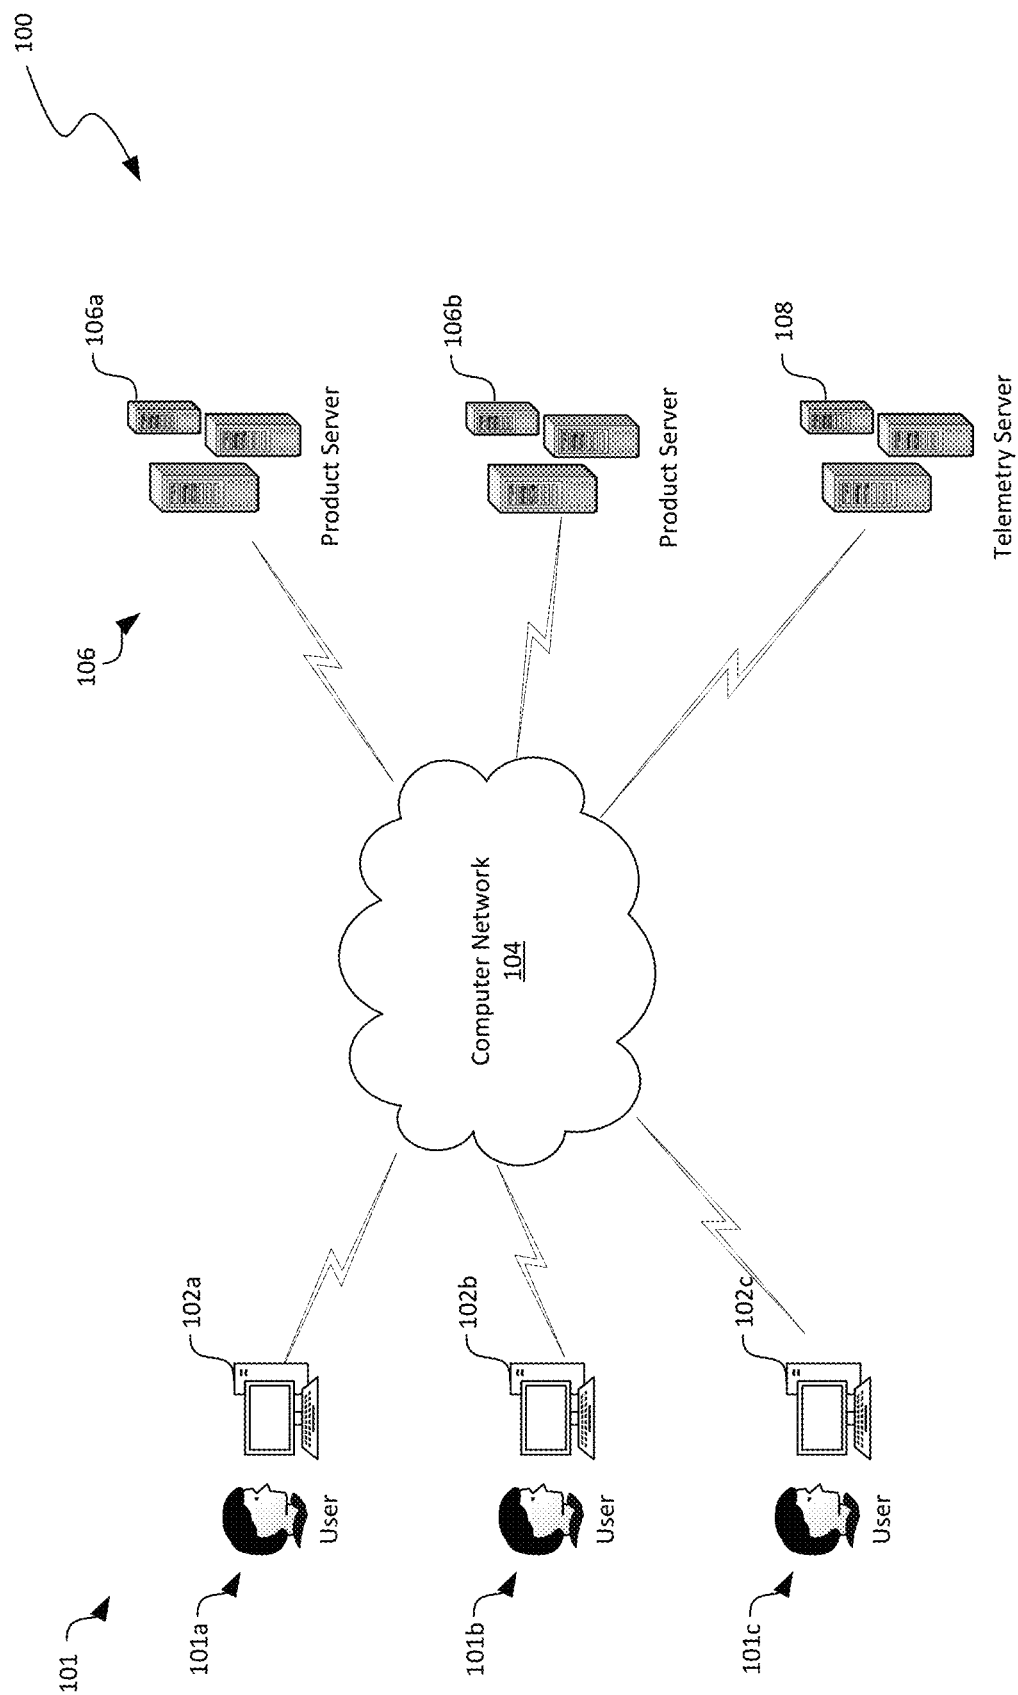 100
101
101a
User
102a
101b
User
102b
101c
User
102c
Computer Network
104
106
106a
Product Server
106b
Product Server
108
Telemetry Server